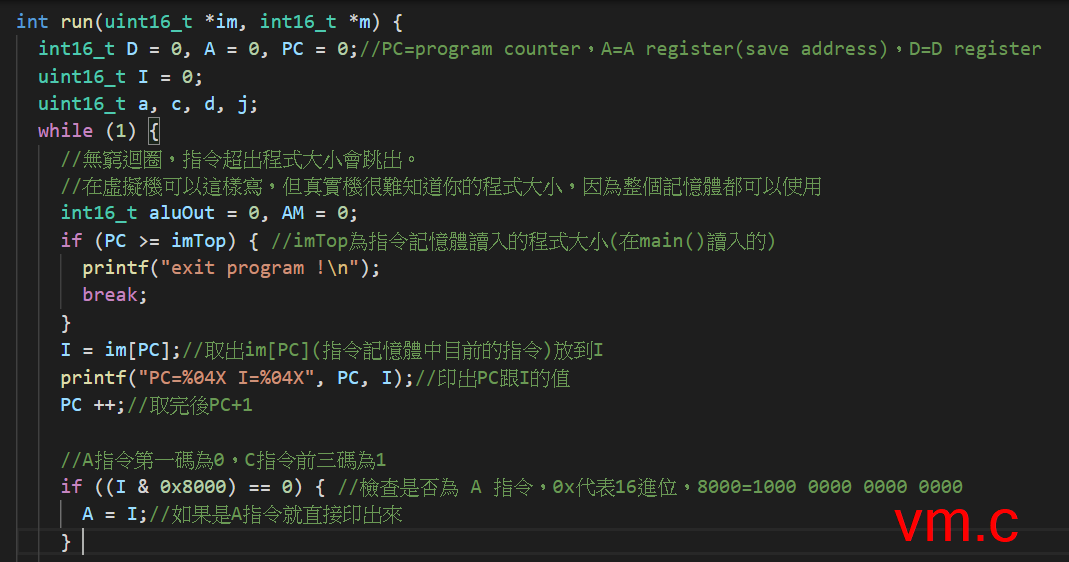 int run(uint16_t *im, int16_t *m) {
int16_t D = 0, A = 0, PC = 0;//PC=program counter，A=A register(save address)，D=D register
uint16_t I = 0;
uint16_t a, c, d, j;
while (1) {
//無窮迴圈，指令超出程式大小會跳出。
//在虛擬機可以這樣寫，但真實機很難知道你的程式大小，因為整個記憶體都可以使用
int16_t aluOut = 0, AM = 0;
if (PC >= imTop) { //imTop為指令記憶體讀入的程式大小(在main()讀入的)
printf("exit program !\n");
break;
}
I = im[PC];//取出im[PC](指令記憶體中目前的指令)放到I
printf("PC=%04X I=%04X", PC, I);//印出PC跟I的值
PC ++;//取完後PC+1
//A指令第一碼為0，C指令前三碼為1
if ((I & 0x8000) == 0) { //檢查是否為 A 指令，0x代表16進位，8000=1000 0000 0000 0000
A = I;//如果是A指令就直接印出來
}
vm.c